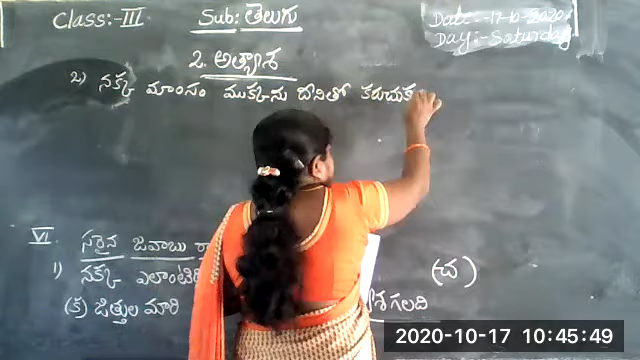 Class:-III
Sub: తెలుగు
Date:-17-10-2020
Day:-Saturday
2. అత్యాశ
2) నక్క మాంసం ముక్కను దేనితో కరుచుక
VI సరైన జవాబు రా
1) నక్క ఎలాంటిది
(చ)
(క) జిత్తుల మారి
శ గలది
2020-10-17 10:45:49